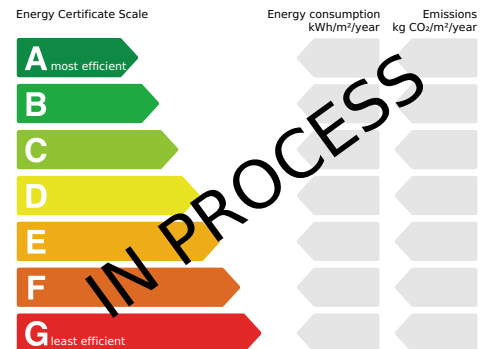 Energy Certificate Scale
Energy consumption
kWh/m²/year
Emissions
kg CO₂/m²/year
A most efficient
B
C
D
E
F
G least efficient
IN PROCESS